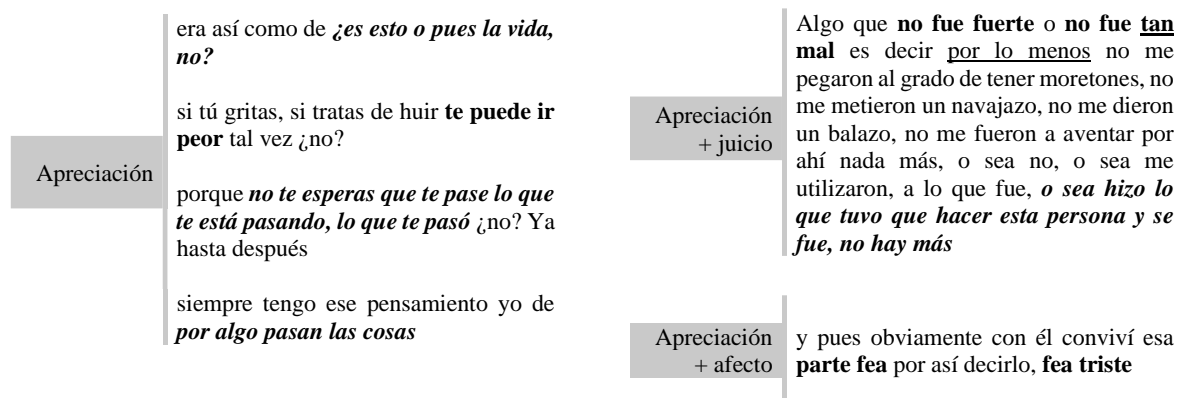 Apreciación
era así como de ¿es esto o pues la vida,
no?
si tú gritas, si tratas de huir te puede ir
peor tal vez ¿no?
porque no te esperas que te pase lo que
te está pasando, lo que te pasó ¿no? Ya
hasta después
siempre tengo ese pensamiento yo de
por algo pasan las cosas
Apreciación
+ juicio
Algo que no fue fuerte o no fue tan
mal es decir por lo menos no me
pegaron al grado de tener moretones, no
me metieron un navajazo, no me dieron
un balazo, no me fueron a aventar por
ahí nada más, o sea no, o sea me
utilizaron, a lo que fue, o sea hizo lo
que tuvo que hacer esta persona y se
fue, no hay más
Apreciación
+ afecto
y pues obviamente con él conviví esa
parte fea por así decirlo, fea triste